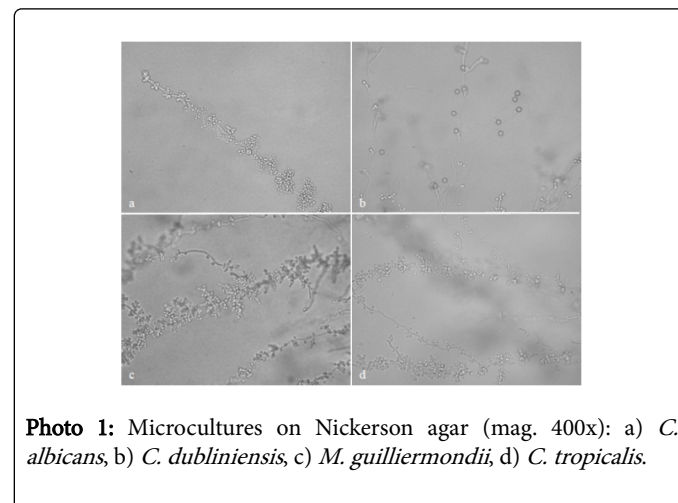 a
b
c
d
Photo 1: Microcultures on Nickerson agar (mag. 400x): a) C.
albicans, b) C. dubliniensis, c) M. guilliermondii, d) C. tropicalis.